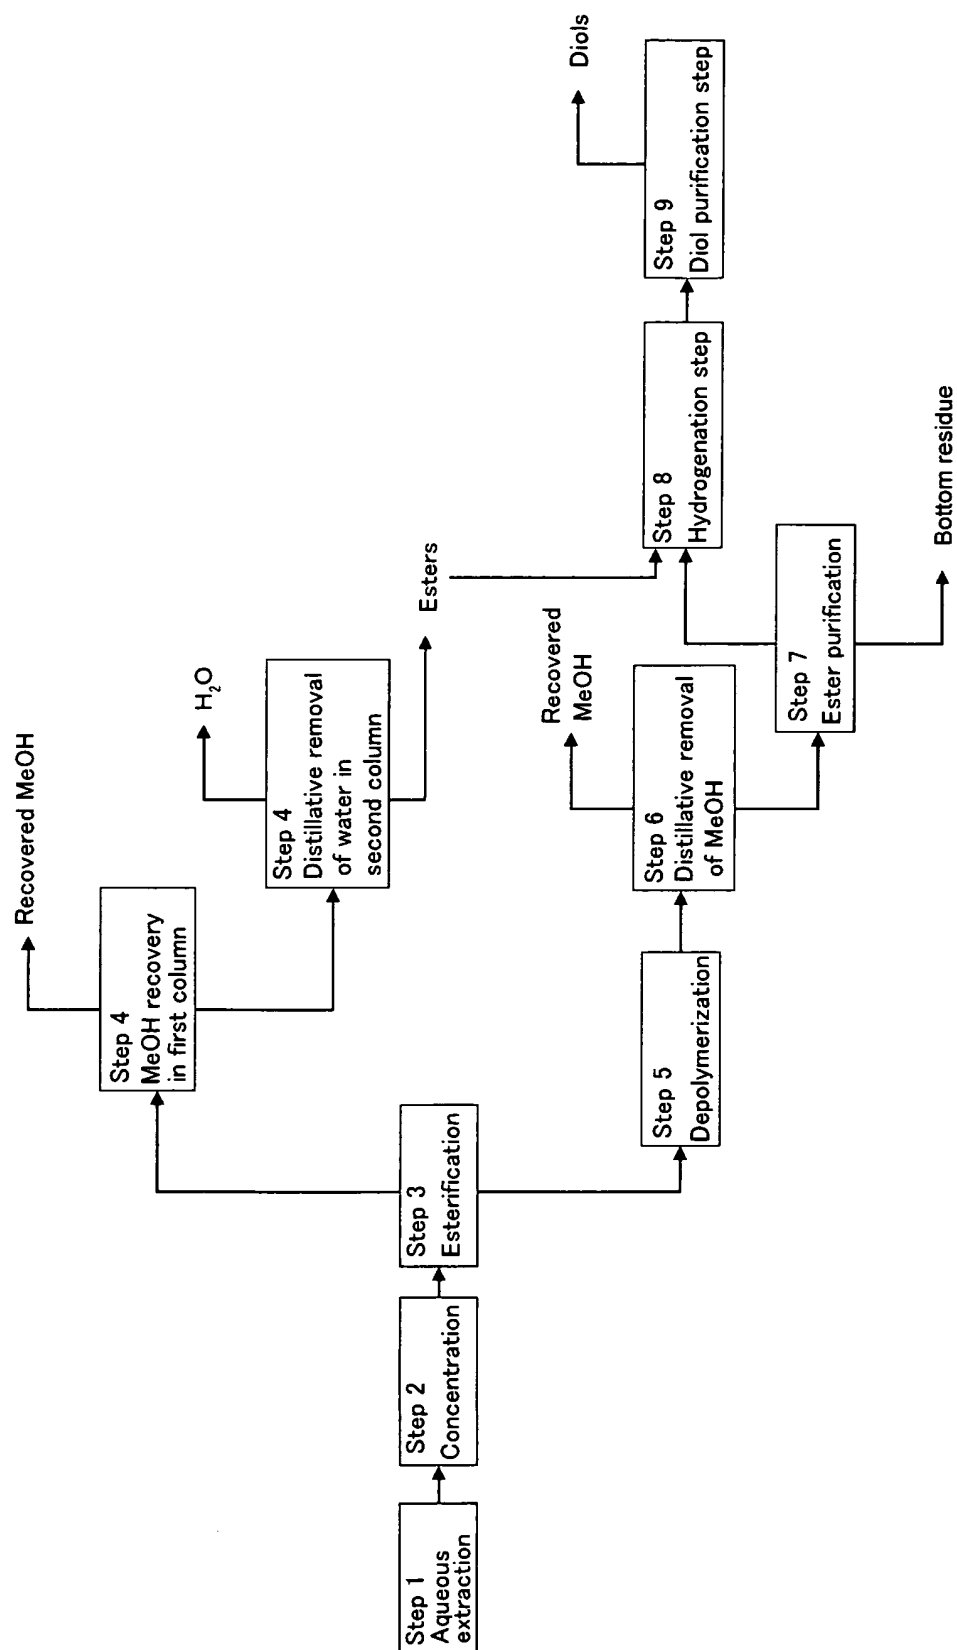 Step 1
Aqueous
extraction
Step 2
Concentration
Step 3
Esterification
Step 4
MeOH recovery
in first column
Recovered MeOH
Step 4
Distillative removal
of water in
second column
H₂O
Esters
Step 5
Depolymerization
Step 6
Distillative removal
of MeOH
Recovered
MeOH
Step 7
Ester purification
Bottom residue
Step 8
Hydrogenation step
Step 9
Diol purification step
Diols